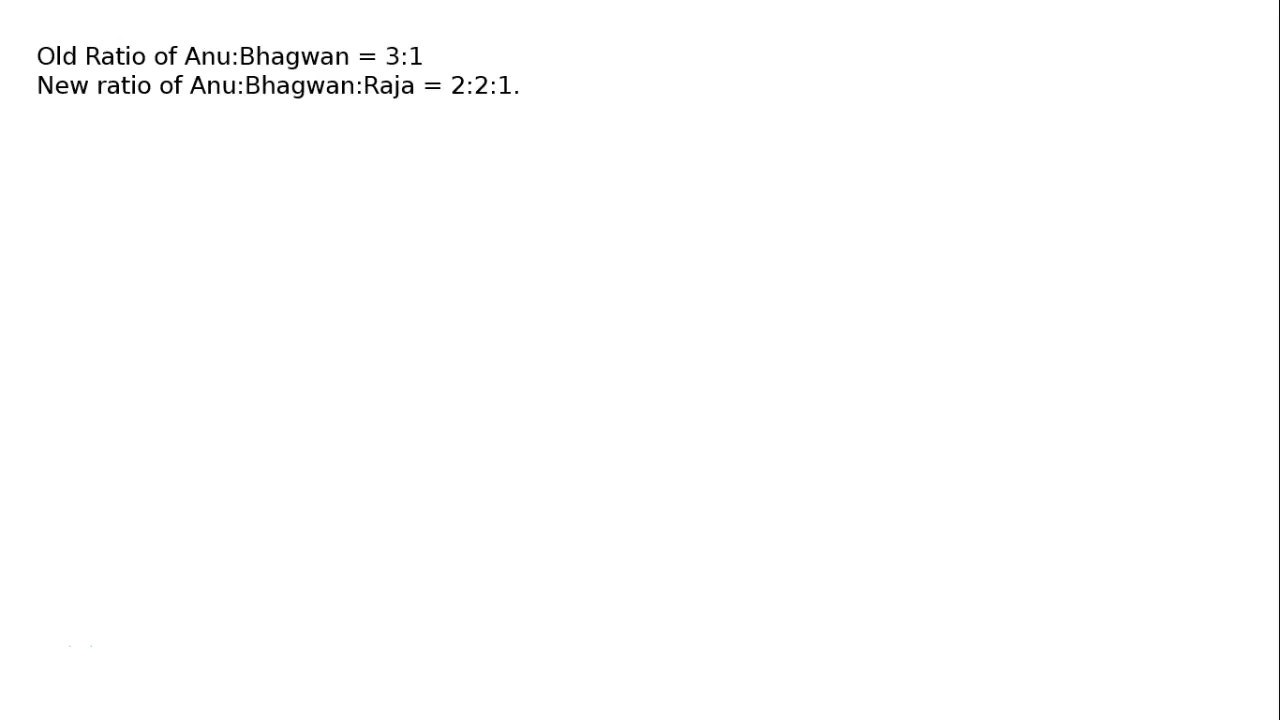 Old Ratio of Anu:Bhagwan = 3:1
New ratio of Anu:Bhagwan:Raja = 2:2:1.